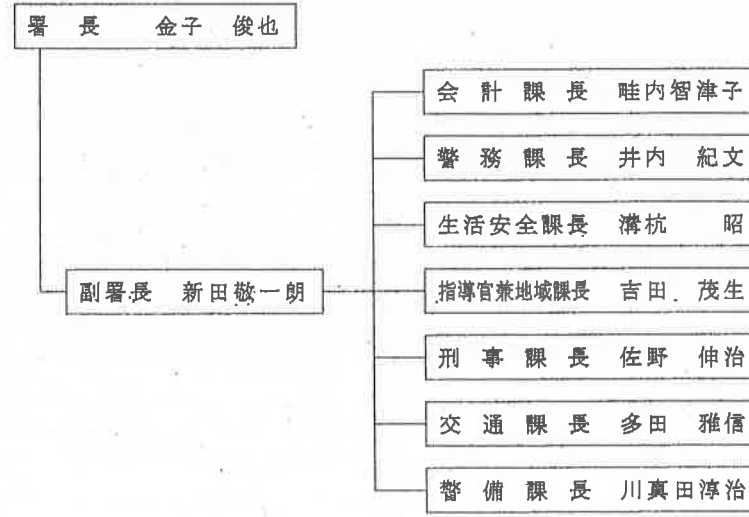 署長 金子 俊也
会計課長 畦内智津子
警務課長 井内 紀文
生活安全課長 溝杭 昭
副署長 新田敬一朗
指導官兼地域課長 吉田 茂生
刑事課長 佐野 伸治
交通課長 多田 雅信
警備課長 川真田淳治